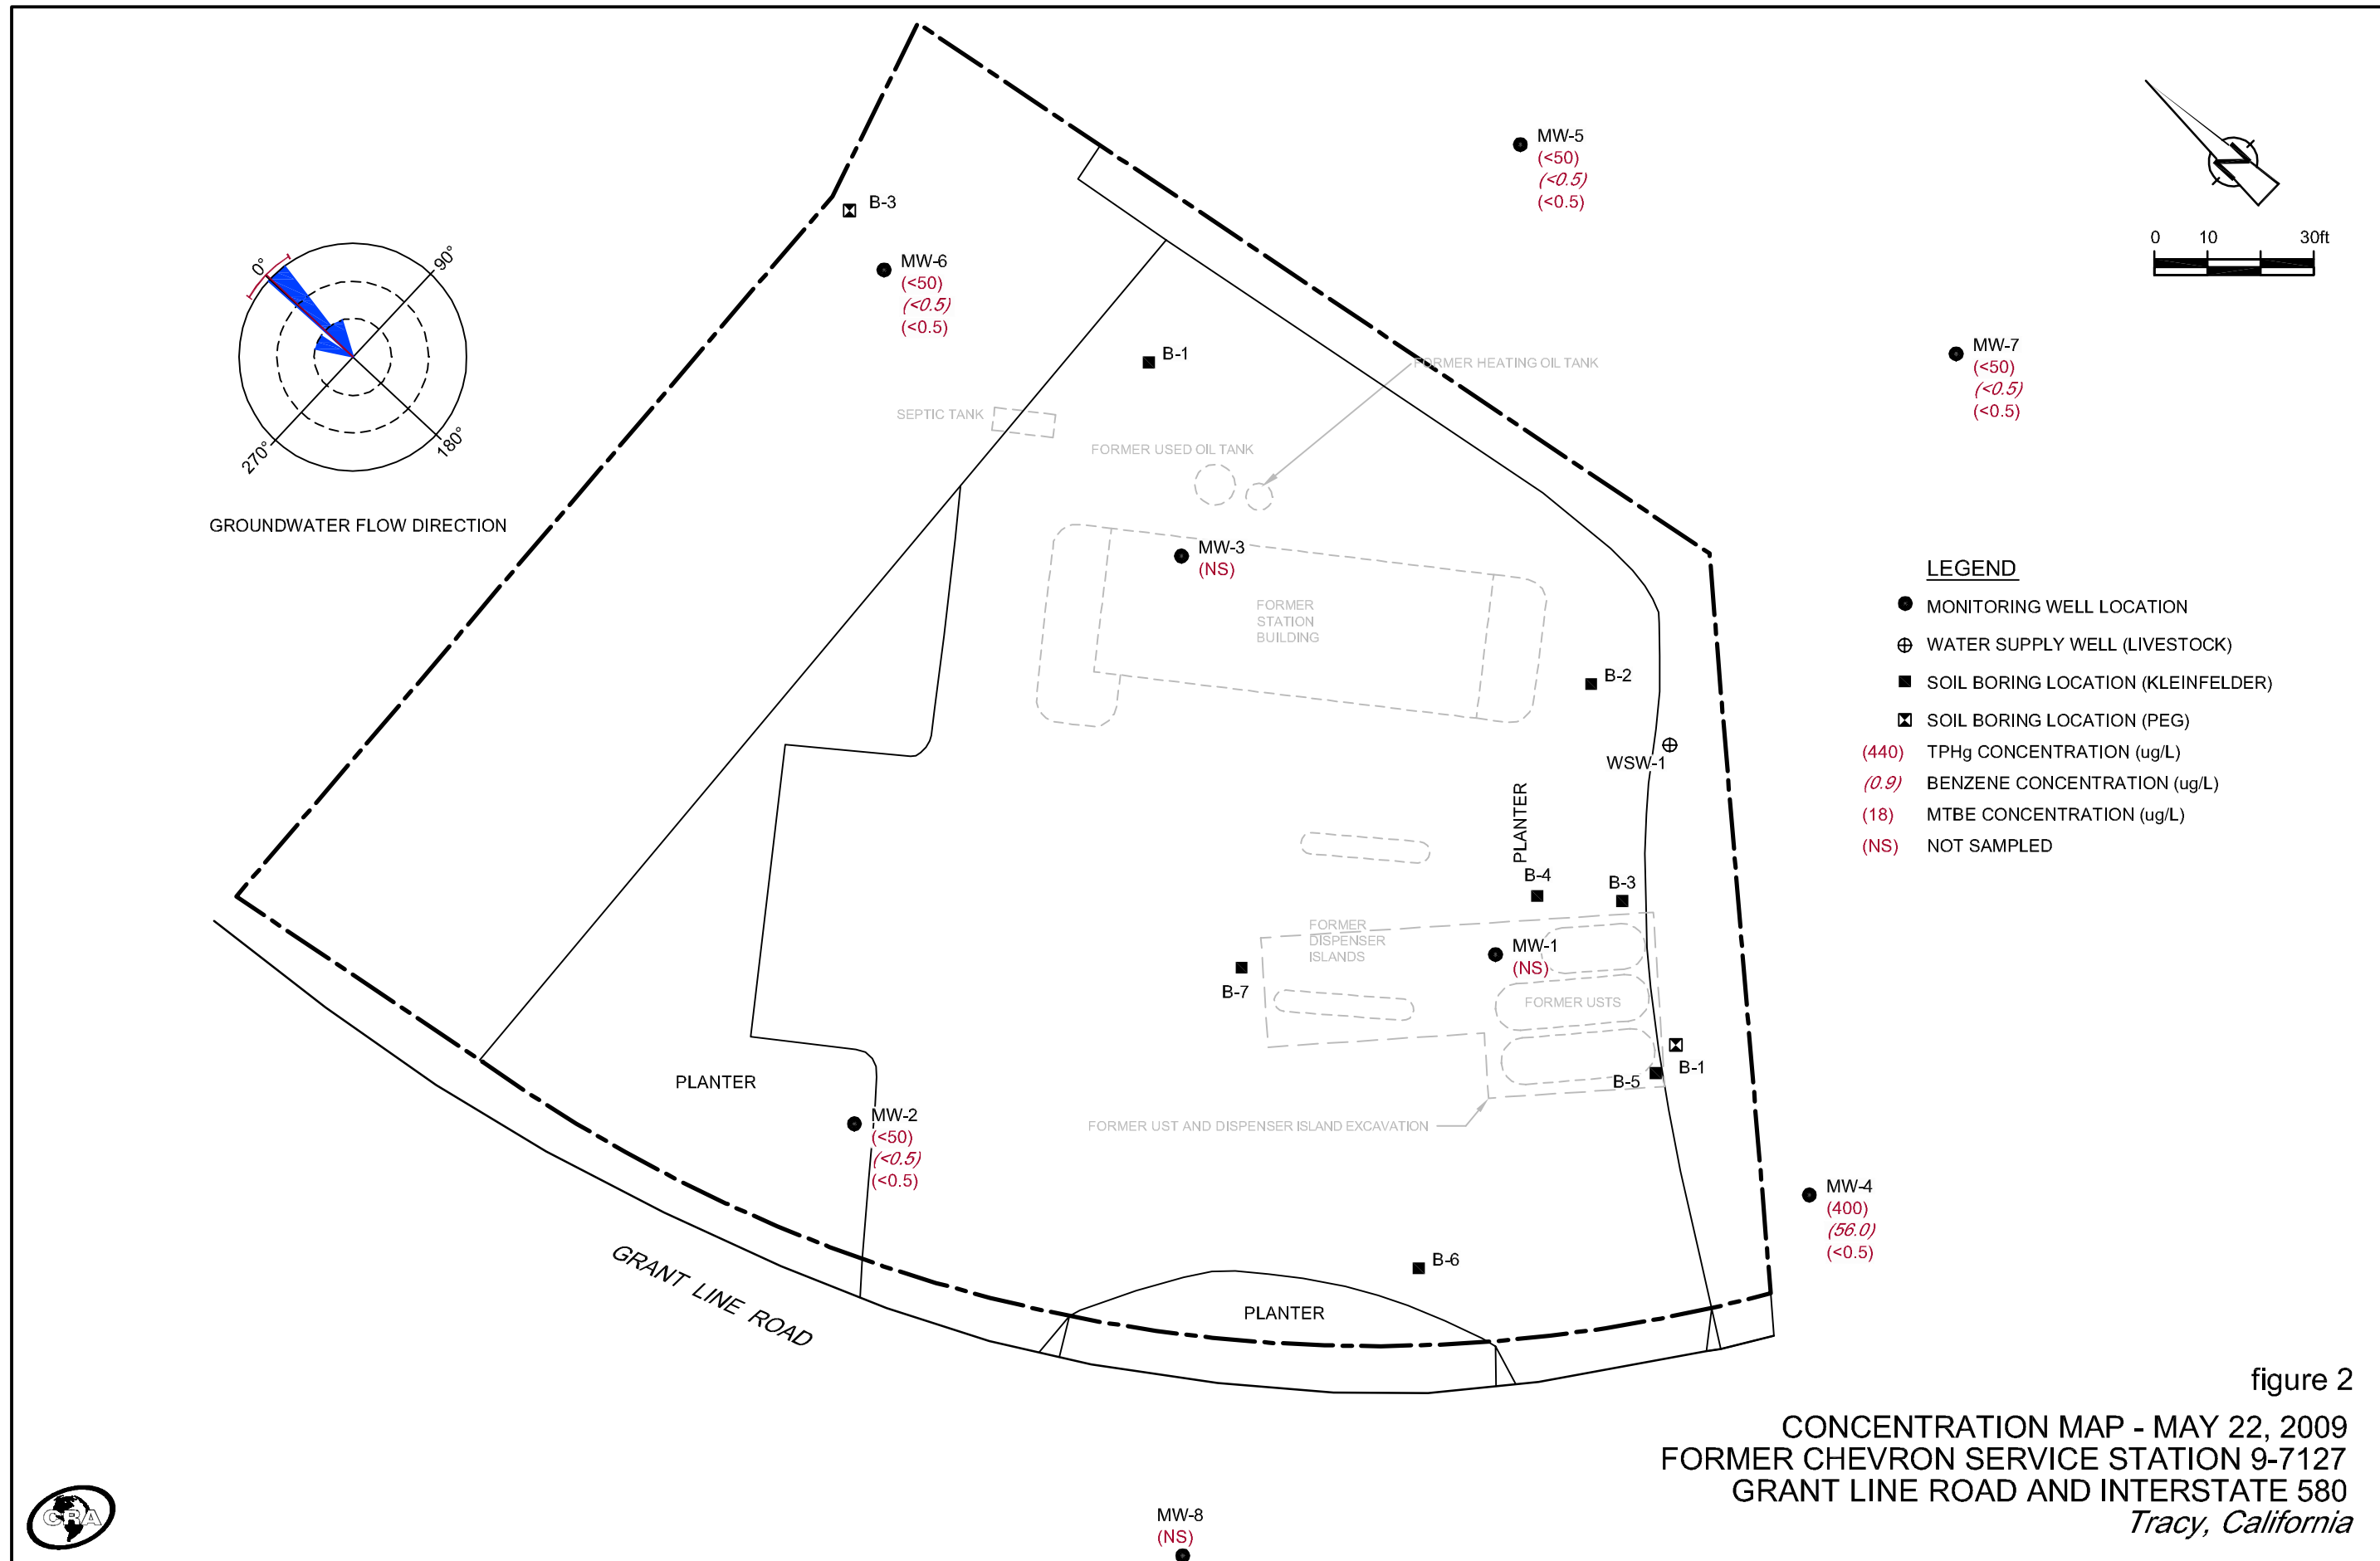 MW-5
(<50)
(<0.5)
(<0.5)
0 10 30ft
B-3
MW-6
(<50)
(<0.5)
(<0.5)
0°
90°
180°
270°
GROUNDWATER FLOW DIRECTION
B-1
FORMER HEATING OIL TANK
MW-7
(<50)
(<0.5)
(<0.5)
SEPTIC TANK
FORMER USED OIL TANK
MW-3
(NS)
FORMER
STATION
BUILDING
B-2
WSW-1
PLANTER
LEGEND
MONITORING WELL LOCATION
WATER SUPPLY WELL (LIVESTOCK)
SOIL BORING LOCATION (KLEINFELDER)
SOIL BORING LOCATION (PEG)
(440) TPHg CONCENTRATION (ug/L)
(0.9) BENZENE CONCENTRATION (ug/L)
(18) MTBE CONCENTRATION (ug/L)
(NS) NOT SAMPLED
B-4
B-3
FORMER
DISPENSER
ISLANDS
MW-1
(NS)
B-7
FORMER USTS
B-1
B-5
PLANTER
MW-2
(<50)
(<0.5)
(<0.5)
FORMER UST AND DISPENSER ISLAND EXCAVATION
MW-4
(400)
(56.0)
(<0.5)
B-6
PLANTER
GRANT LINE ROAD
figure 2
CONCENTRATION MAP - MAY 22, 2009
FORMER CHEVRON SERVICE STATION 9-7127
GRANT LINE ROAD AND INTERSTATE 580
Tracy, California
CRA
MW-8
(NS)
N